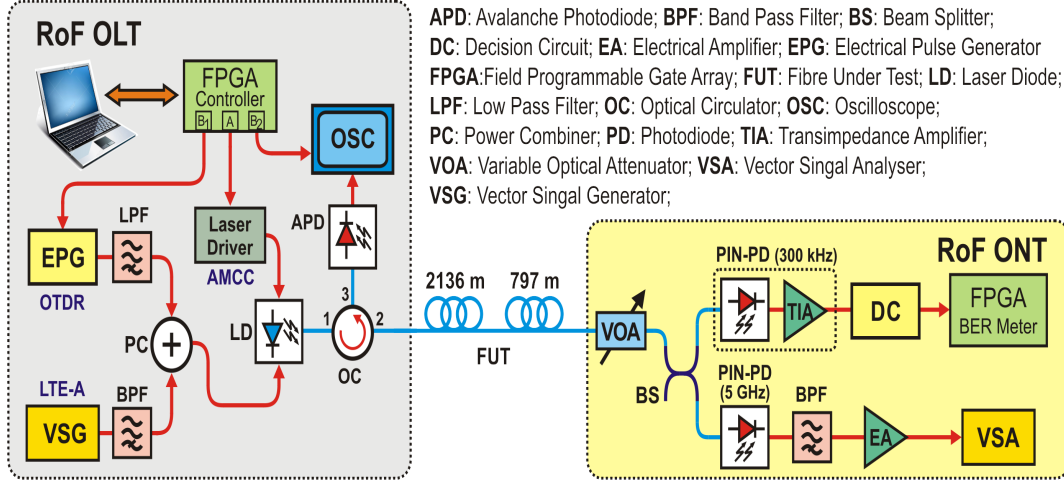 RoF OLT
APD: Avalanche Photodiode; BPF: Band Pass Filter; BS: Beam Splitter;
DC: Decision Circuit; EA: Electrical Amplifier; EPG: Electrical Pulse Generator
FPGA:Field Programmable Gate Array; FUT: Fibre Under Test; LD: Laser Diode;
LPF: Low Pass Filter; OC: Optical Circulator; OSC: Oscilloscope;
PC: Power Combiner; PD: Photodiode; TIA: Transimpedance Amplifier;
VOA: Variable Optical Attenuator; VSA: Vector Singal Analyser;
VSG: Vector Singal Generator;
FPGA
Controller
B1 A B2
OSC
LPF
EPG
OTDR
Laser
Driver
AMCC
APD
3
1
2
LD
OC
PC
LTE-A
BPF
VSG
2136 m
797 m
FUT
RoF ONT
PIN-PD (300 kHz)
TIA
DC
FPGA
BER Meter
VOA
BS
PIN-PD
(5 GHz)
BPF
EA
VSA